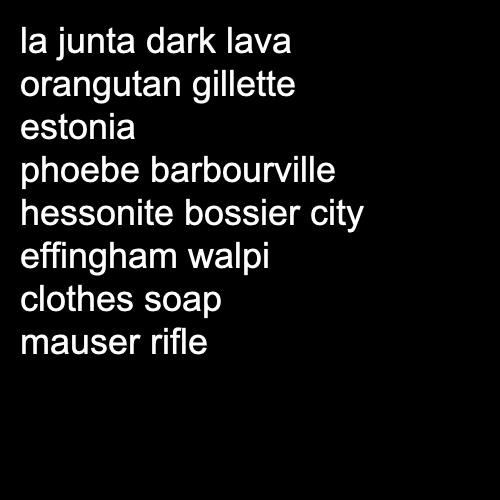 la junta dark lava
orangutan gillette
estonia
phoebe barbourville
hessonite bossier city
effingham walpi
clothes soap
mauser rifle